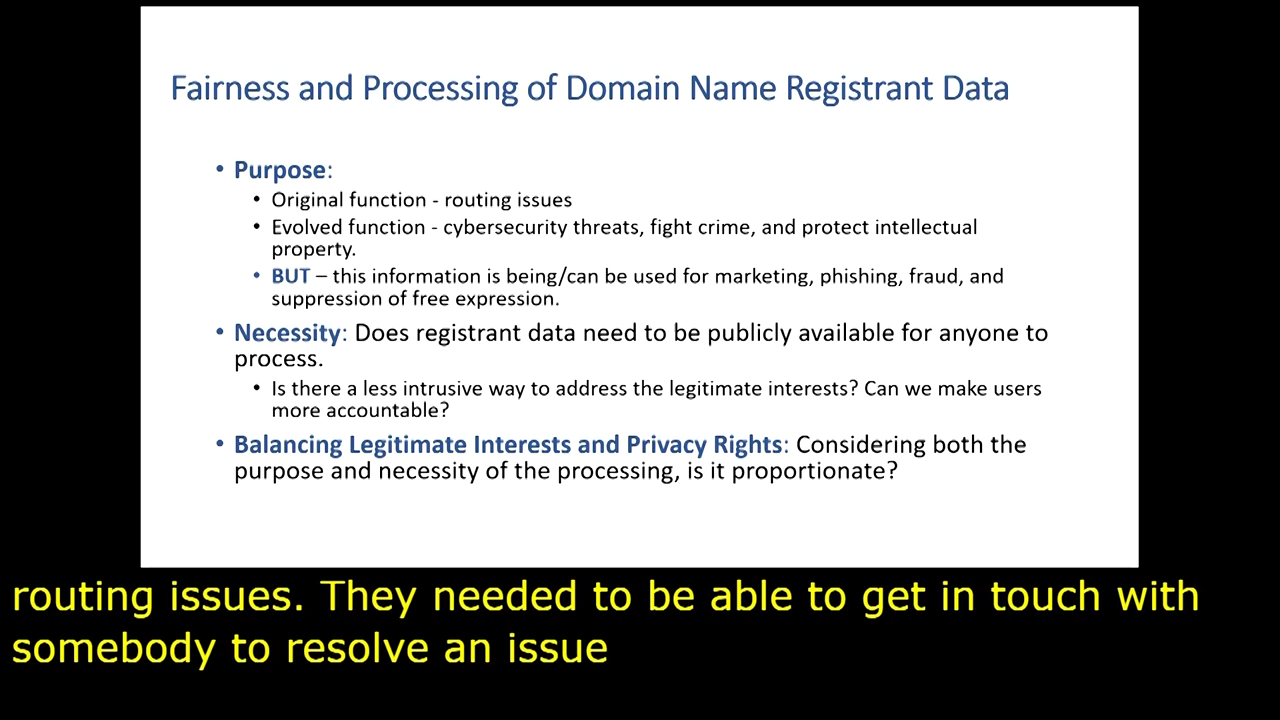 Fairness and Processing of Domain Name Registrant Data
• Purpose:
• Original function - routing issues
• Evolved function - cybersecurity threats, fight crime, and protect intellectual
property.
• BUT – this information is being/can be used for marketing, phishing, fraud, and
suppression of free expression.
• Necessity: Does registrant data need to be publicly available for anyone to
process.
• Is there a less intrusive way to address the legitimate interests? Can we make users
more accountable?
• Balancing Legitimate Interests and Privacy Rights: Considering both the
purpose and necessity of the processing, is it proportionate?
routing issues. They needed to be able to get in touch with
somebody to resolve an issue